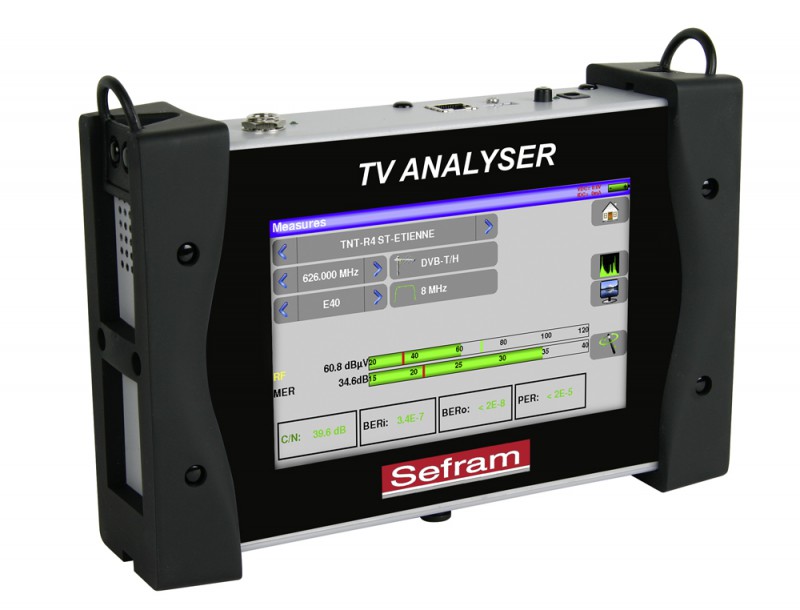 TV ANALYSER
Measures
TNT-R4 ST-ETIENNE
626.000 MHz
DVB-T/H
E40
8 MHz
RF 60.8 dBµV 20 40 60 80 100 120
MER 34.6dB 15 20 25 30 35 40
C/N: 39.6 dB BERi: 3.4E-7 BERo: < 2E-8 PER: < 2E-5
Sefram